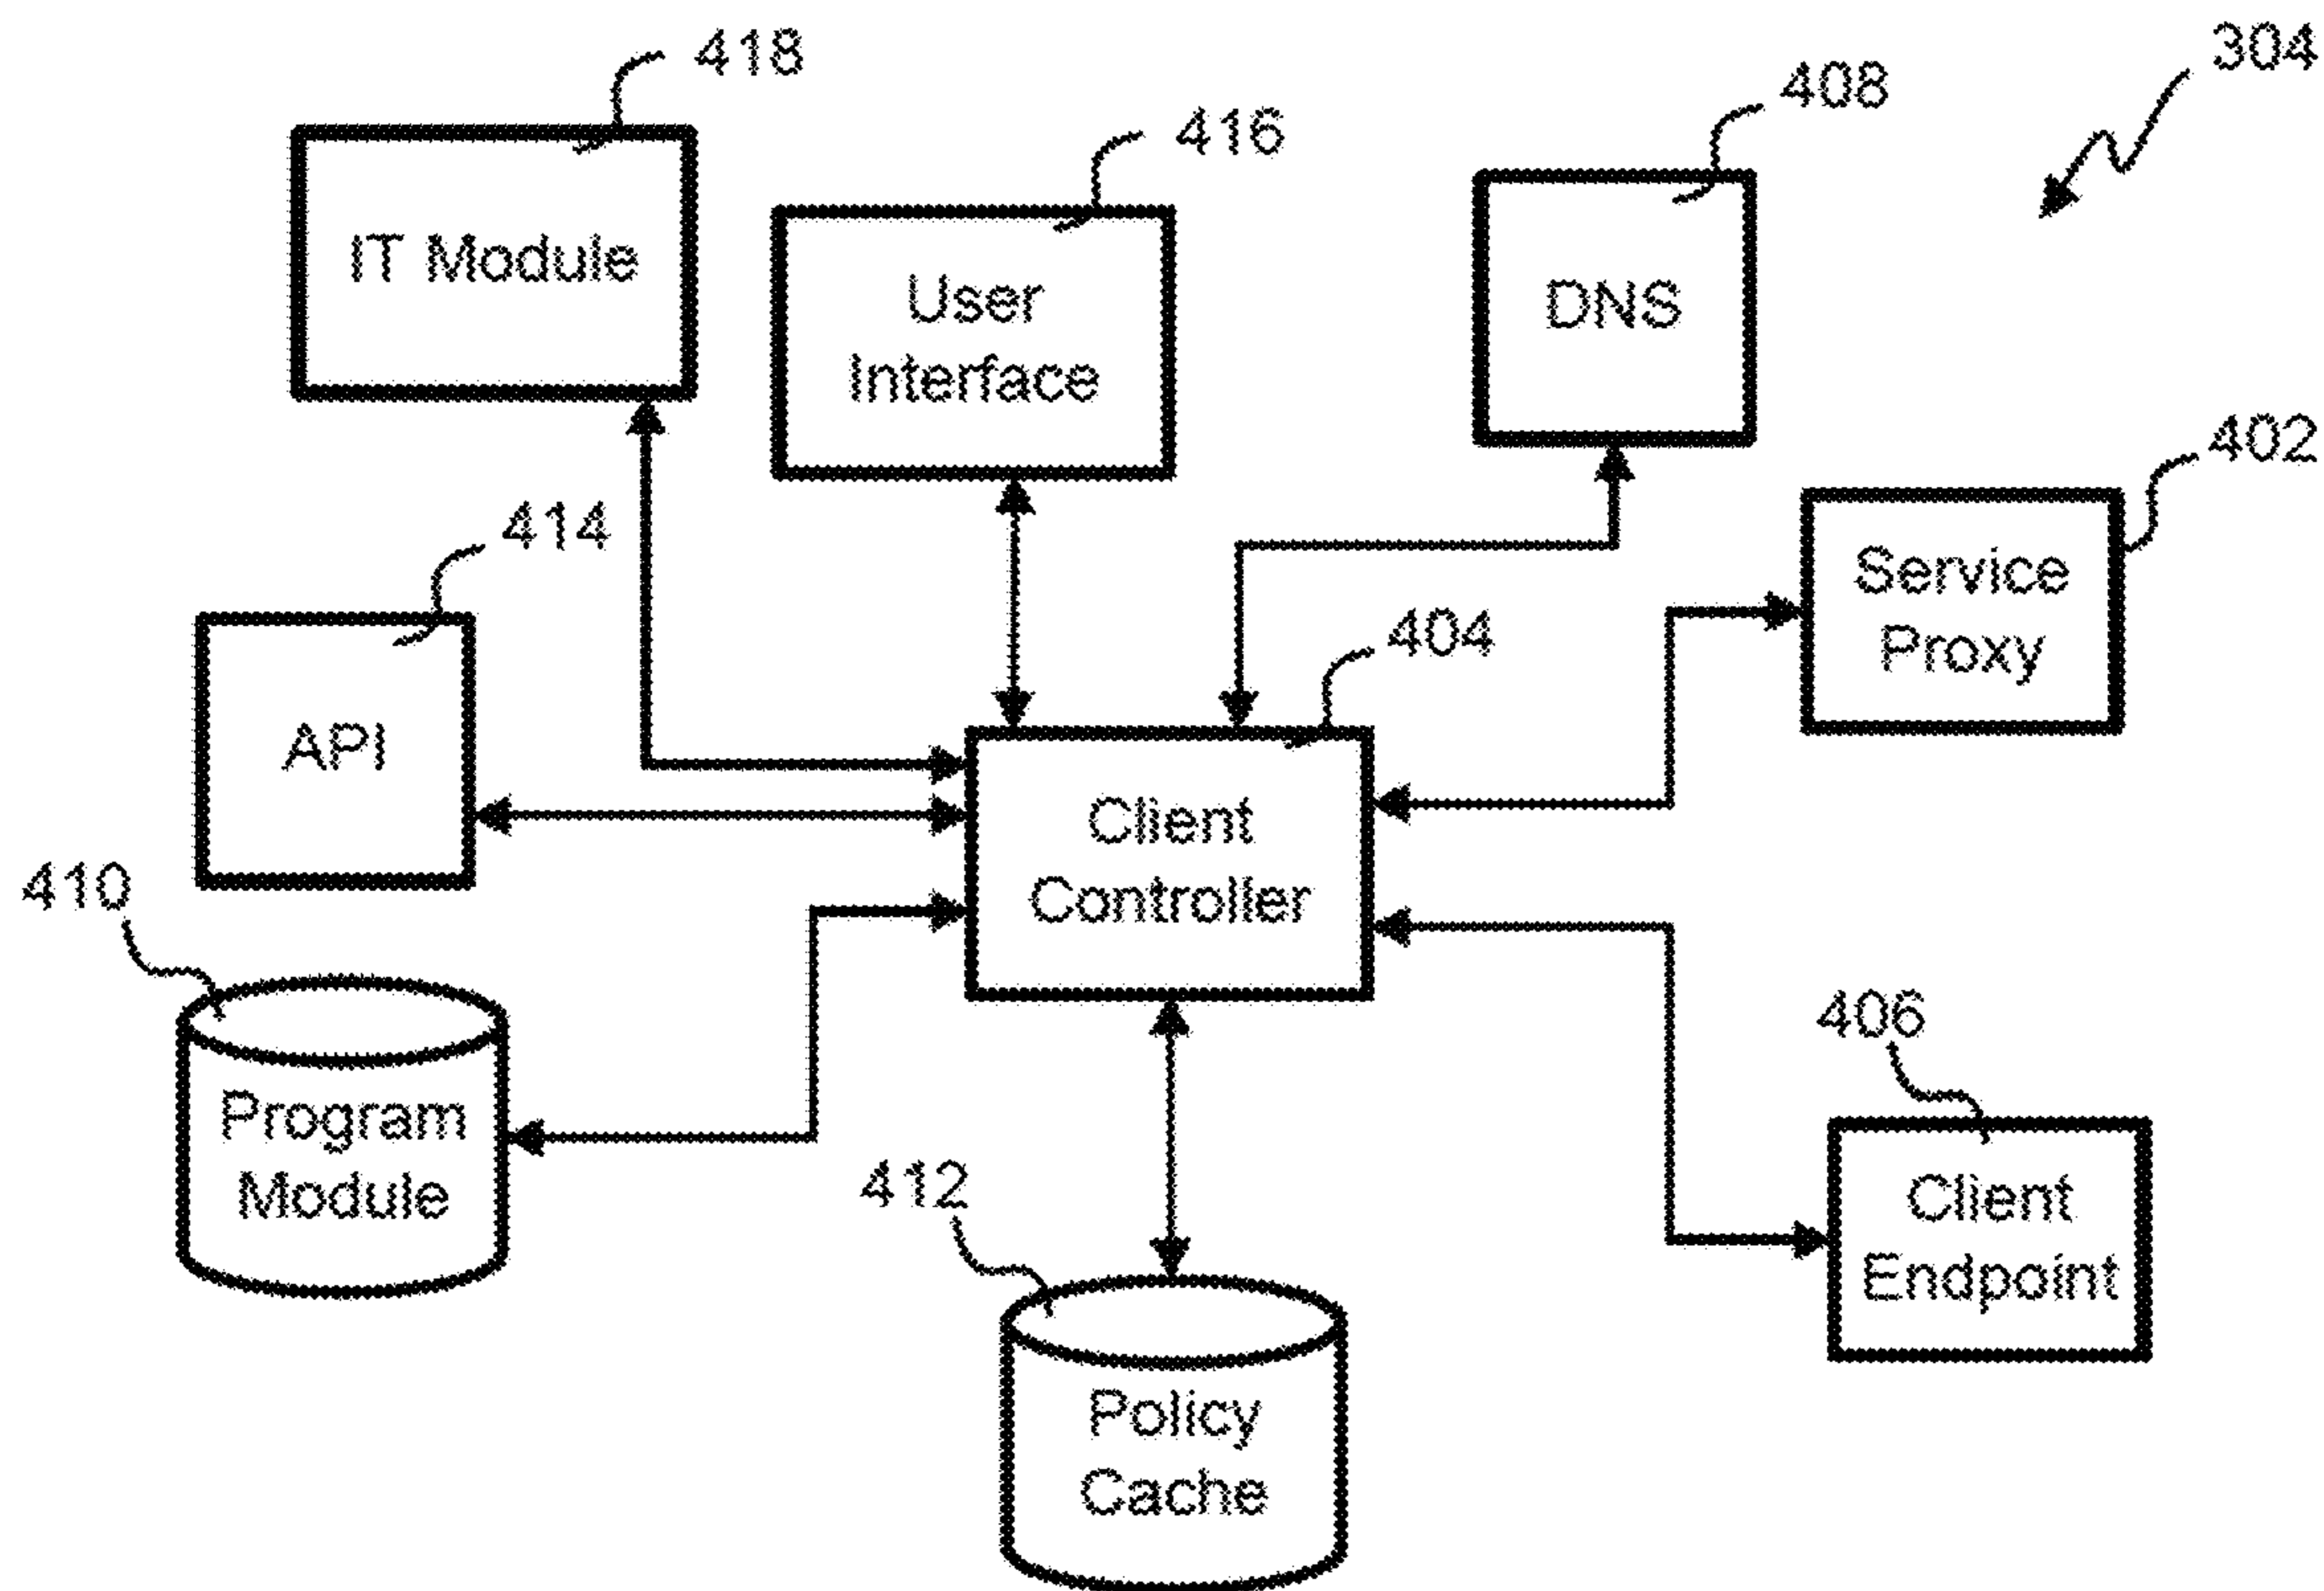 418
304
408
416
IT Module
User
Interface
DNS
402
414
Service
Proxy
404
API
Client
Controller
410
406
Program
Module
412
Client
Endpoint
Policy
Cache